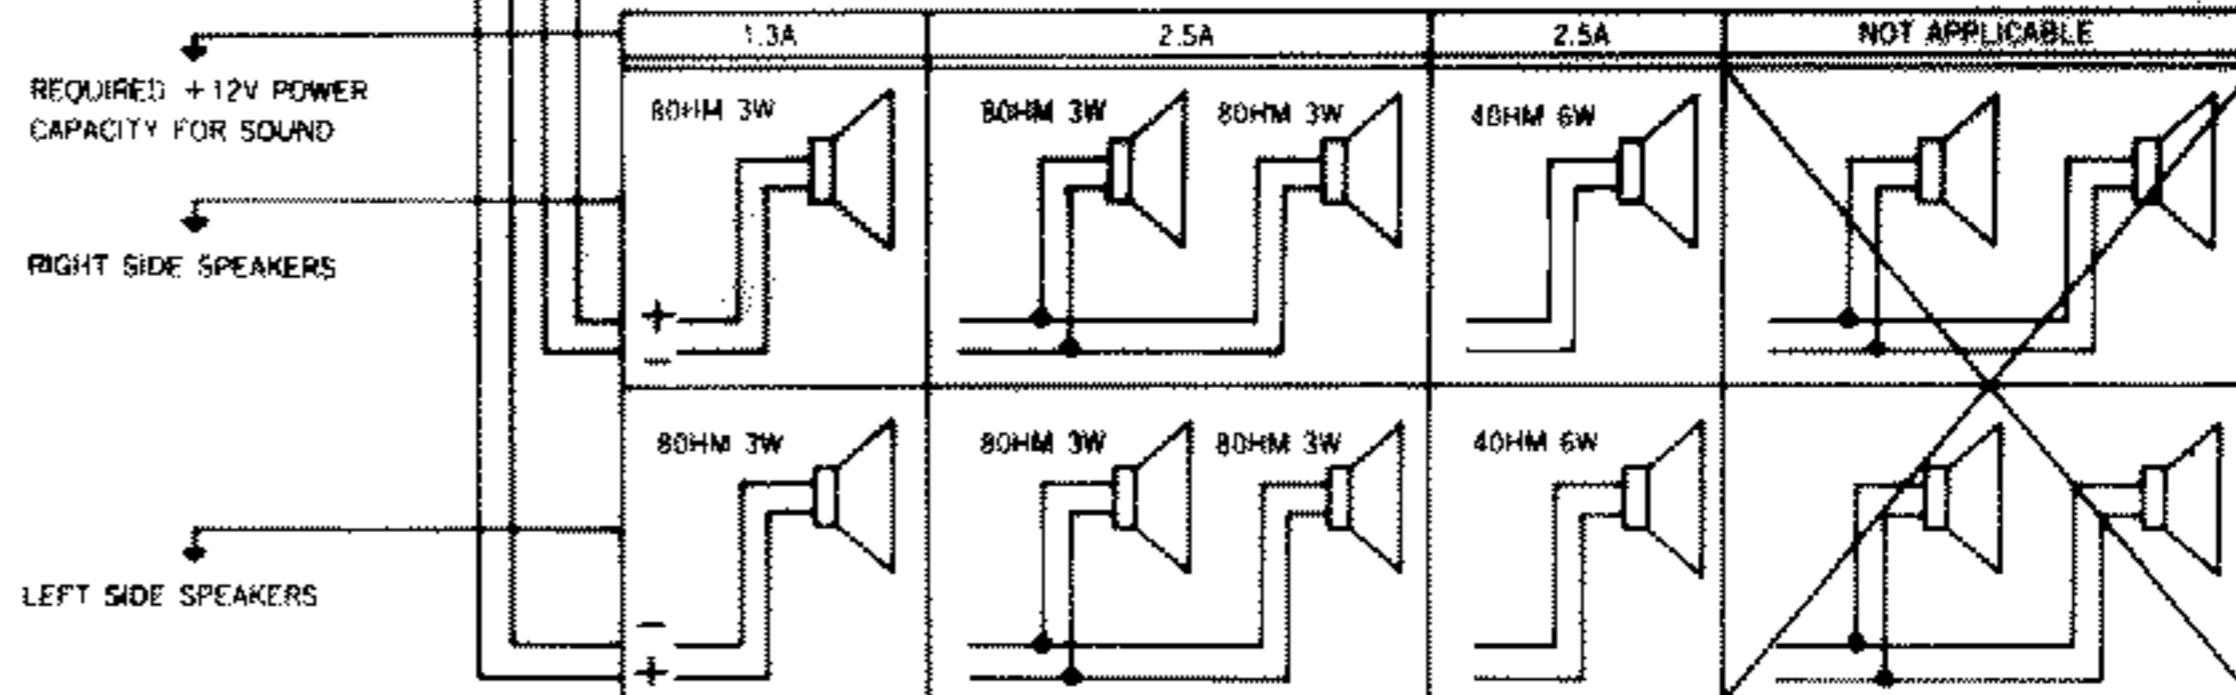 1.3A 2.5A 2.5A NOT APPLICABLE
REQUIRED +12V POWER
CAPACITY FOR SOUND
8OHM 3W 8OHM 3W 8OHM 3W 4OHM 6W
RIGHT SIDE SPEAKERS
+
−
8OHM 3W 8OHM 3W 8OHM 3W 4OHM 6W
LEFT SIDE SPEAKERS
−
+